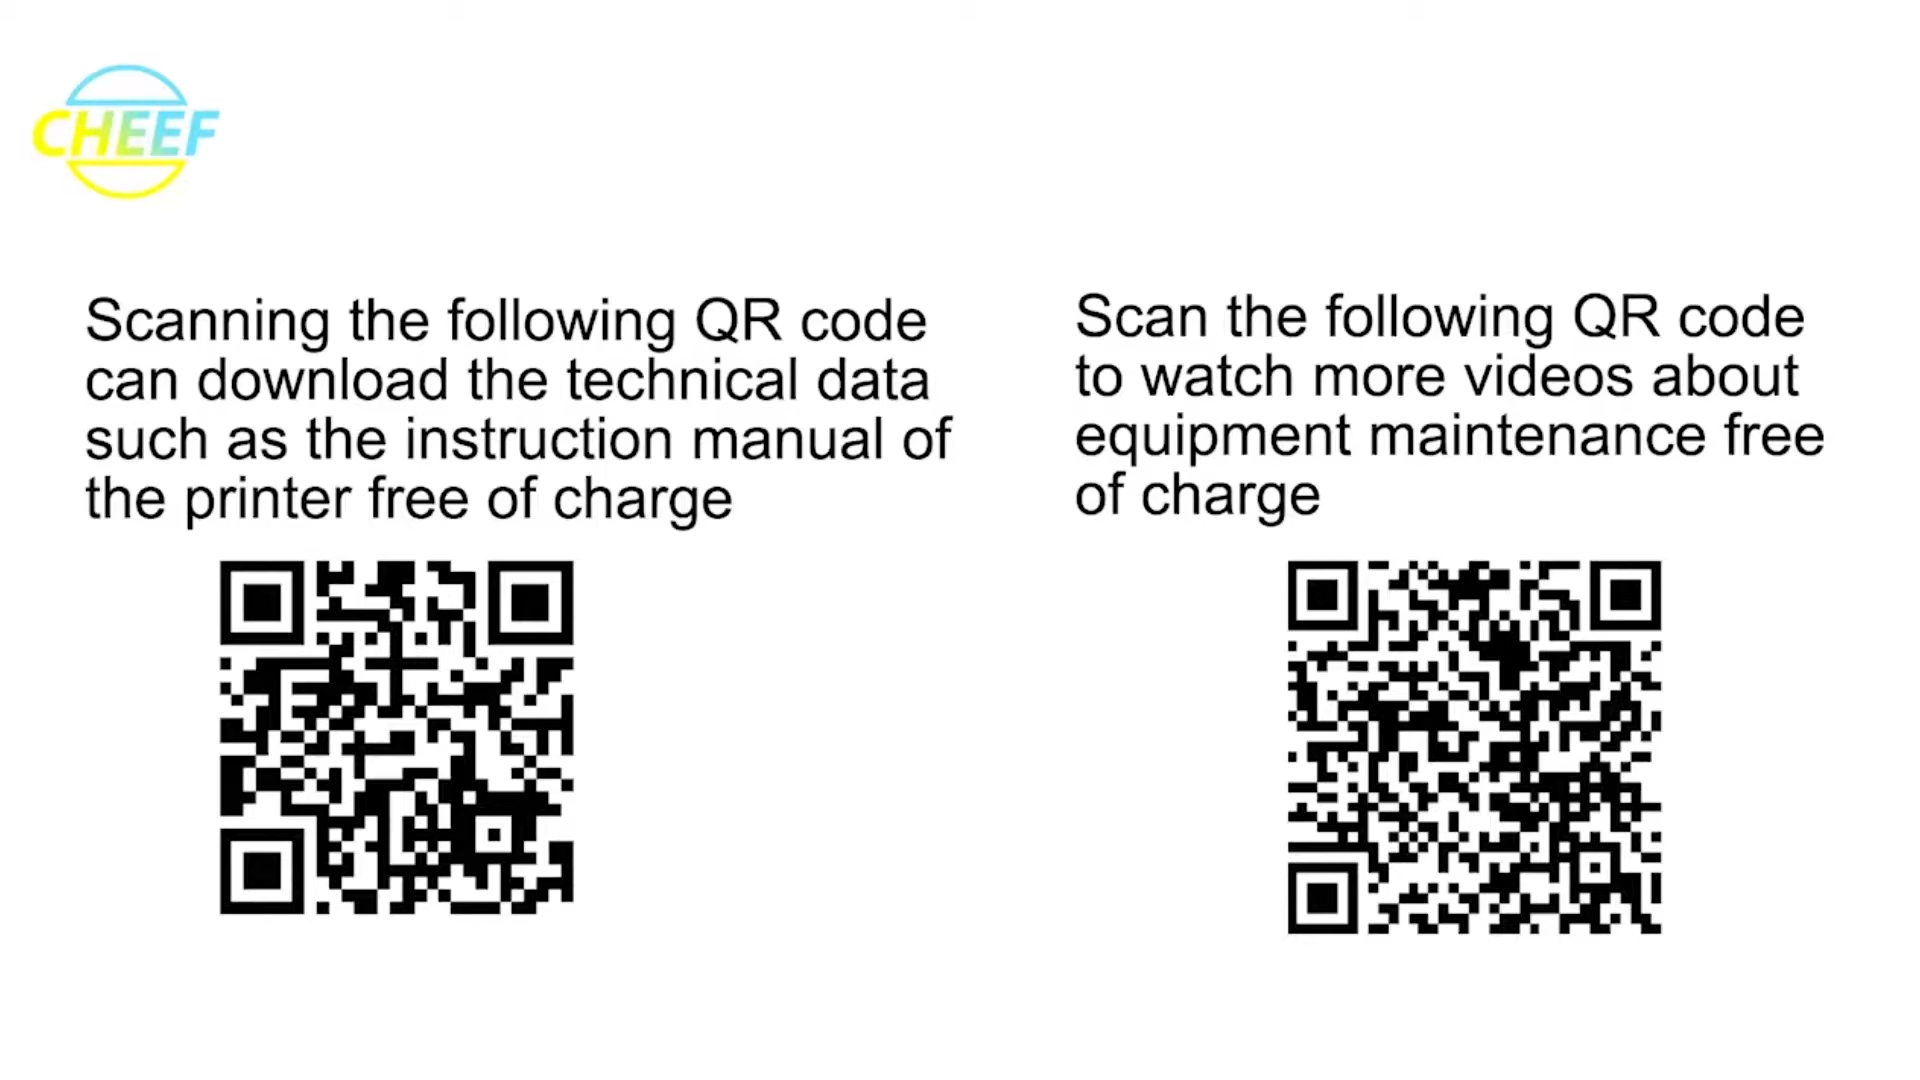 CHEEF
Scanning the following QR code
can download the technical data
such as the instruction manual of
the printer free of charge
Scan the following QR code
to watch more videos about
equipment maintenance free
of charge